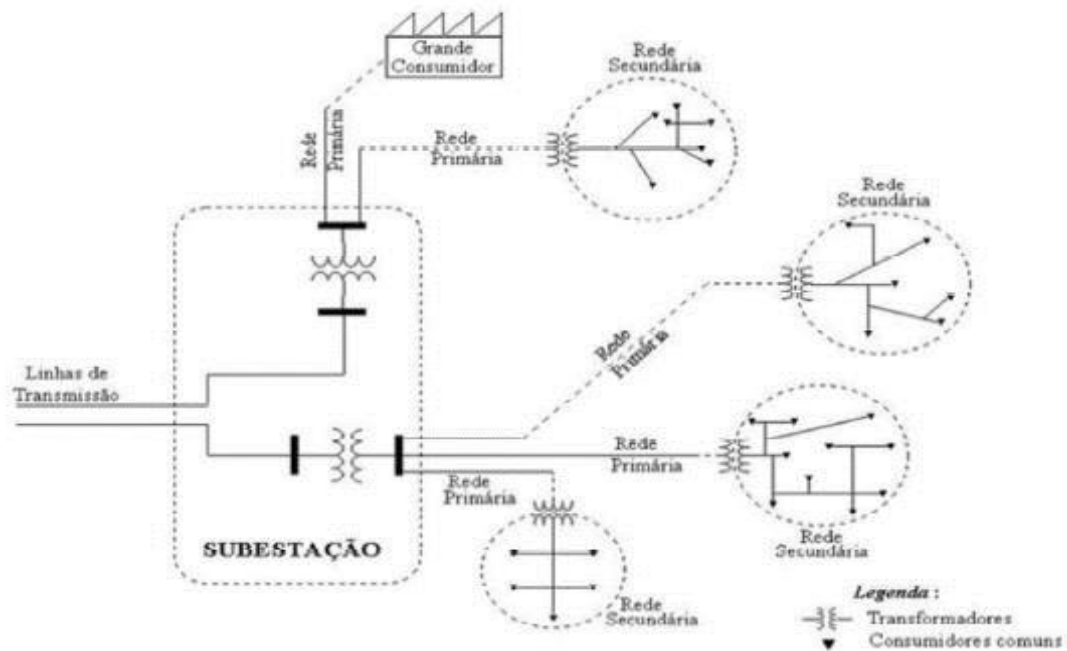 Grande
Consumidor
Rede
Secundária
Rede
Primária
Rede
Primária
Rede
Secundária
Rede
Primária
Linhas de
Transmissão
Rede
Primária
Rede
Primária
SUBESTAÇÃO
Rede
Secundária
Rede
Secundária
Legenda :
Transformadores
Consumidores comuns